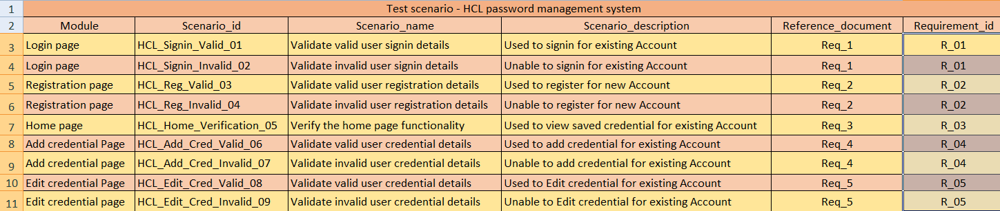 1 Test scenario - HCL password management system
2 Module Scenario_id Scenario_name Scenario_description Reference_document Requirement_id
3 Login page HCL_Signin_Valid_01 Validate valid user signin details Used to signin for existing Account Req_1 R_01
4 Login page HCL_Signin_Invalid_02 Validate invalid user signin details Unable to signin for existing Account Req_1 R_01
5 Registration page HCL_Reg_Valid_03 Validate valid user registration details Used to register for new Account Req_2 R_02
6 Registration page HCL_Reg_Invalid_04 Validate invalid user registration details Unable to register for new Account Req_2 R_02
7 Home page HCL_Home_Verification_05 Verify the home page functionality Used to view saved credential for existing Account Req_3 R_03
8 Add credential Page HCL_Add_Cred_Valid_06 Validate valid user credential details Used to add credential for existing Account Req_4 R_04
9 Add credential page HCL_Add_Cred_Invalid_07 Validate invalid user credential details Unable to add credential for existing Account Req_4 R_04
10 Edit credential Page HCL_Edit_Cred_Valid_08 Validate valid user credential details Used to Edit credential for existing Account Req_5 R_05
11 Edit credential page HCL_Edit_Cred_Invalid_09 Validate invalid user credential details Unable to Edit credential for existing Account Req_5 R_05